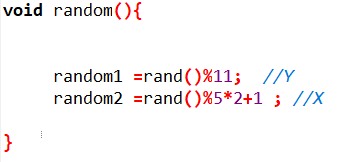 void random(){
random1 =rand()%11;  //Y
random2 =rand()%5*2+1 ; //X
}